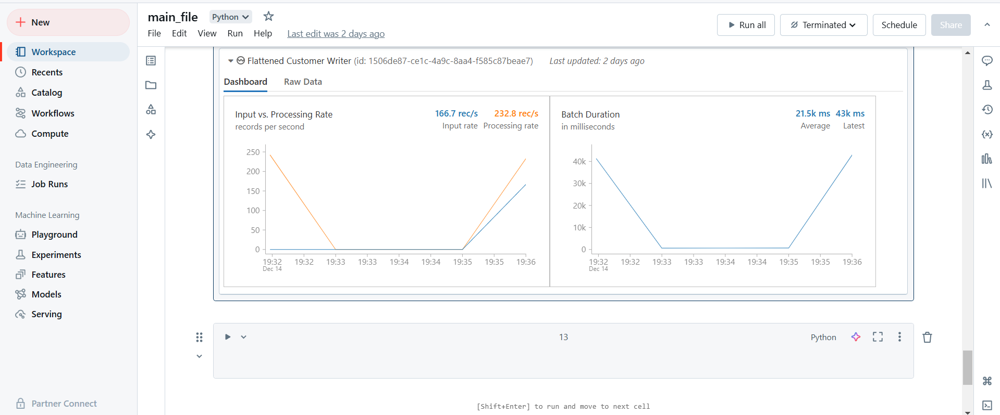 New
Workspace
Recents
Catalog
Workflows
Compute
Data Engineering
Job Runs
Machine Learning
Playground
Experiments
Features
Models
Serving
Partner Connect
main_file Python
File Edit View Run Help Last edit was 2 days ago
Run all Terminated Schedule Share
Flattened Customer Writer (id: 1506de87-ce1c-4a9c-8aa4-f585c87beae7) Last updated: 2 days ago
Dashboard Raw Data
Input vs. Processing Rate 166.7 rec/s 232.8 rec/s
records per second Input rate Processing rate
250
200
150
100
50
0
19:32 19:32 19:33 19:33 19:34 19:34 19:35 19:35 19:36
Dec 14
Batch Duration 21.5k ms 43k ms
in milliseconds Average Latest
40k
30k
20k
10k
0
19:32 19:32 19:33 19:33 19:34 19:34 19:35 19:35 19:36
Dec 14
13 Python
[Shift+Enter] to run and move to next cell